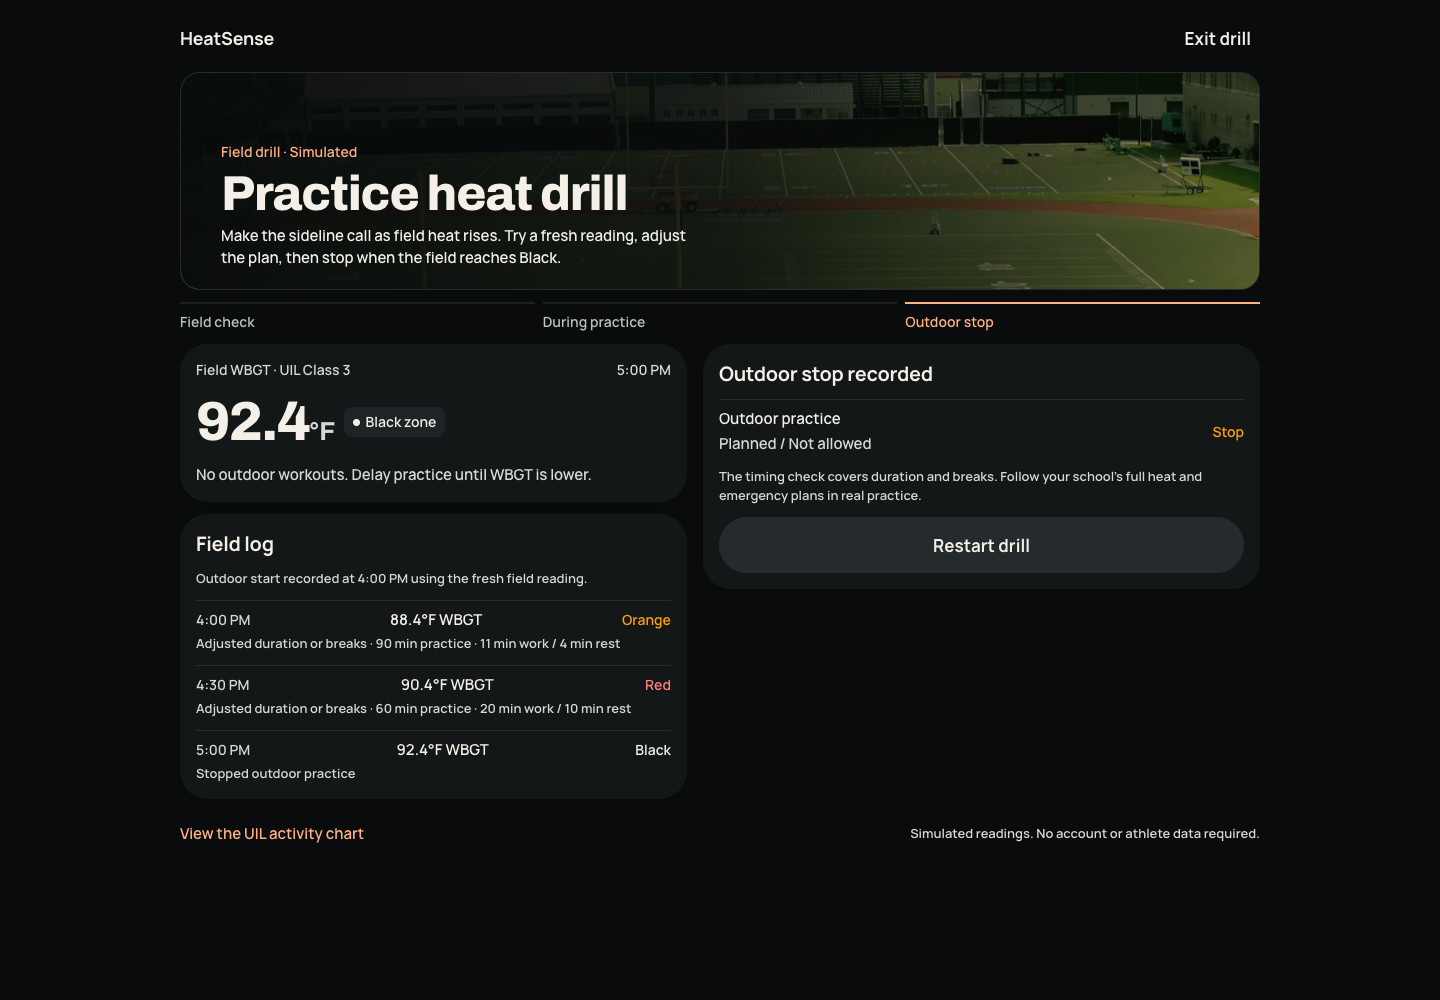 HeatSense
Exit drill
Field drill · Simulated
Practice heat drill
Make the sideline call as field heat rises. Try a fresh reading, adjust
the plan, then stop when the field reaches Black.
Field check
During practice
Outdoor stop
Field WBGT · UIL Class 3
5:00 PM
92.4°F
Black zone
No outdoor workouts. Delay practice until WBGT is lower.
Field log
Outdoor start recorded at 4:00 PM using the fresh field reading.
4:00 PM 88.4°F WBGT Orange
Adjusted duration or breaks · 90 min practice · 11 min work / 4 min rest
4:30 PM 90.4°F WBGT Red
Adjusted duration or breaks · 60 min practice · 20 min work / 10 min rest
5:00 PM 92.4°F WBGT Black
Stopped outdoor practice
Outdoor stop recorded
Outdoor practice
Planned / Not allowed
Stop
The timing check covers duration and breaks. Follow your school's full heat and
emergency plans in real practice.
Restart drill
View the UIL activity chart
Simulated readings. No account or athlete data required.